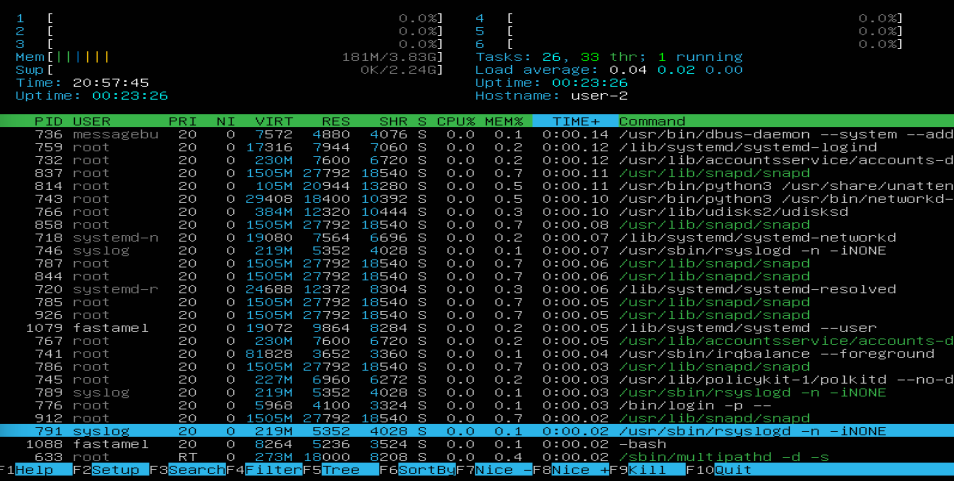 1 [ 0.0%] 4 [ 0.0%]
2 [ 0.0%] 5 [ 0.0%]
3 [ 0.0%] 6 [ 0.0%]
Mem[|||||| 181M/3.83G] Tasks: 26, 33 thr; 1 running
Swp[ 0K/2.24G] Load average: 0.04 0.02 0.00
Time: 20:57:45 Uptime: 00:23:26
Uptime: 00:23:26 Hostname: user-2
PID USER PRI NI VIRT RES SHR S CPU% MEM% TIME+ Command
736 messagebu 20 0 7572 4880 4076 S 0.0 0.1 0:00.14 /usr/bin/dbus-daemon --system --add
759 root 20 0 17316 7944 7060 S 0.0 0.2 0:00.12 /lib/systemd/systemd-logind
732 root 20 0 230M 7600 6720 S 0.0 0.2 0:00.12 /usr/lib/accountsservice/accounts-d
837 root 20 0 1505M 27792 18540 S 0.0 0.7 0:00.11 /usr/lib/snapd/snapd
814 root 20 0 105M 20944 13280 S 0.0 0.5 0:00.11 /usr/bin/python3 /usr/share/unatten
743 root 20 0 29408 18400 10392 S 0.0 0.5 0:00.10 /usr/bin/python3 /usr/bin/networkd-
766 root 20 0 384M 12320 10444 S 0.0 0.3 0:00.10 /usr/lib/udisks2/udisksd
858 root 20 0 1505M 27792 18540 S 0.0 0.7 0:00.08 /usr/lib/snapd/snapd
718 systemd-n 20 0 19080 7564 6696 S 0.0 0.2 0:00.07 /lib/systemd/systemd-networkd
746 syslog 20 0 219M 5352 4028 S 0.0 0.1 0:00.07 /usr/sbin/rsyslogd -n -iNONE
787 root 20 0 1505M 27792 18540 S 0.0 0.7 0:00.06 /usr/lib/snapd/snapd
844 root 20 0 1505M 27792 18540 S 0.0 0.7 0:00.06 /usr/lib/snapd/snapd
720 systemd-r 20 0 24688 12372 8304 S 0.0 0.3 0:00.06 /lib/systemd/systemd-resolved
785 root 20 0 1505M 27792 18540 S 0.0 0.7 0:00.05 /usr/lib/snapd/snapd
926 root 20 0 1505M 27792 18540 S 0.0 0.7 0:00.05 /usr/lib/snapd/snapd
1079 fastamel 20 0 19072 9864 8284 S 0.0 0.2 0:00.05 /lib/systemd/systemd --user
767 root 20 0 230M 7600 6720 S 0.0 0.2 0:00.05 /usr/lib/accountsservice/accounts-d
741 root 20 0 81828 3652 3360 S 0.0 0.1 0:00.04 /usr/sbin/irqbalance --foreground
786 root 20 0 1505M 27792 18540 S 0.0 0.7 0:00.03 /usr/lib/snapd/snapd
745 root 20 0 227M 6960 6272 S 0.0 0.2 0:00.03 /usr/lib/policykit-1/polkitd --no-d
789 syslog 20 0 219M 5352 4028 S 0.0 0.1 0:00.03 /usr/sbin/rsyslogd -n -iNONE
776 root 20 0 5968 4100 3324 S 0.0 0.1 0:00.03 /bin/login -p --
912 root 20 0 1505M 27792 18540 S 0.0 0.7 0:00.02 /usr/lib/snapd/snapd
791 syslog 20 0 219M 5352 4028 S 0.0 0.1 0:00.02 /usr/sbin/rsyslogd -n -iNONE
1088 fastamel 20 0 8264 5236 3524 S 0.0 0.1 0:00.02 -bash
633 root RT 0 273M 18000 8208 S 0.0 0.4 0:00.02 /sbin/multipathd -d -s
F1Help F2Setup F3SearchF4FilterF5Tree F6SortByF7Nice -F8Nice +F9Kill F10Quit